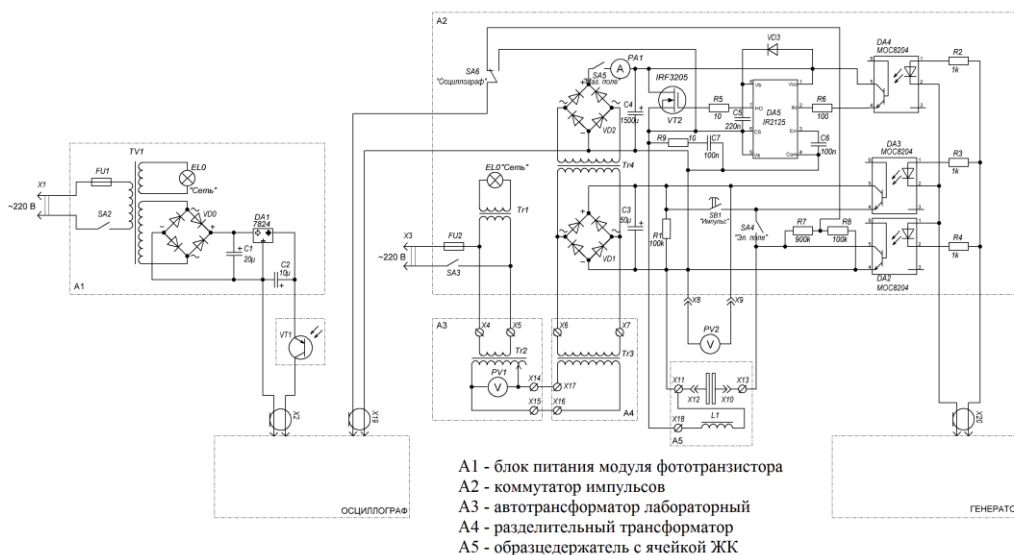 A2
SA6
"Осциллограф"
SA5
"Маг. поле"
PA1
A
VD2
C4
1500µ
IRF3205
VT2
R5
10
VD3
C5
220n
DA5
IR2125
R6
100
C6
100n
R9
10
C7
100n
DA4
MOC8204
R2
1k
DA3
MOC8204
R3
1k
DA2
MOC8204
R4
1k
Tr4
VD1
C3
50µ
R1
100k
SB1
"Импульс"
SA4
"Эл. поле"
R7
900k
R8
100k
EL0
"Сеть"
Tr1
X3
~220 В
FU2
SA3
TV1
X1
~220 В
FU1
SA2
EL0
"Сеть"
VD0
DA1
7824
C1
20µ
C2
10µ
A1
VT1
X2
X19
A3
X4
X5
Tr2
PV1
V
X14
X15
X6
X7
Tr3
X17
X16
A4
X8
X9
PV2
V
X11
X12
X10
X13
X18
L1
A5
X20
ОСЦИЛЛОГРАФ
ГЕНЕРАТО
А1 - блок питания модуля фототранзистора
А2 - коммутатор импульсов
А3 - автотрансформатор лабораторный
А4 - разделительный трансформатор
А5 - образцедержатель с ячейкой ЖК